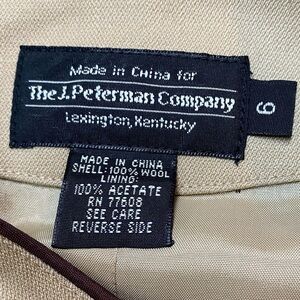 Made in China for
The J. Peterman Company
Lexington, Kentucky
6
MADE IN CHINA
SHELL: 100% WOOL
LINING:
100% ACETATE
RN 77608
SEE CARE
REVERSE SIDE